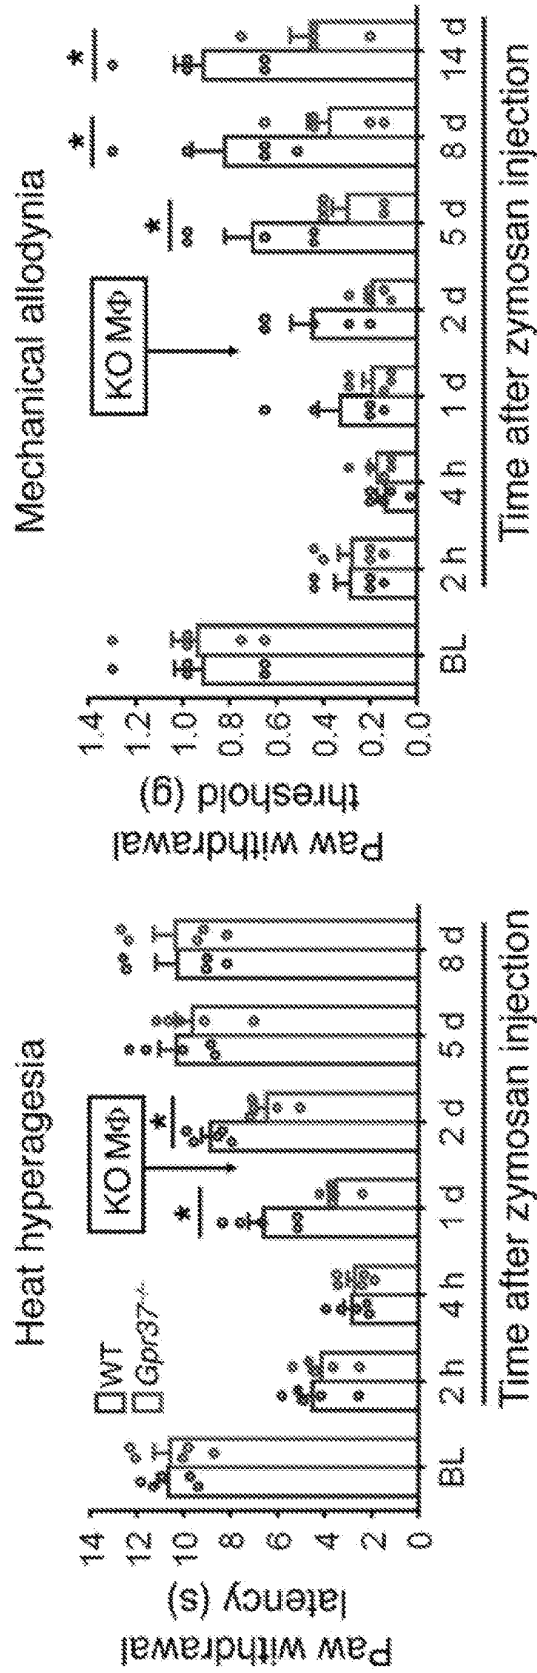 Heat hyperagesia
WT
Gpr37-/-
KO MΦ
*
*
14
12
10
8
6
4
2
0
Paw withdrawal
latency (s)
BL
2 h
4 h
1 d
2 d
5 d
8 d
Time after zymosan injection
Mechanical allodynia
KO MΦ
*
*
*
1.4
1.2
1.0
0.8
0.6
0.4
0.2
0.0
Paw withdrawal
threshold (g)
BL
2 h
4 h
1 d
2 d
5 d
8 d
14 d
Time after zymosan injection